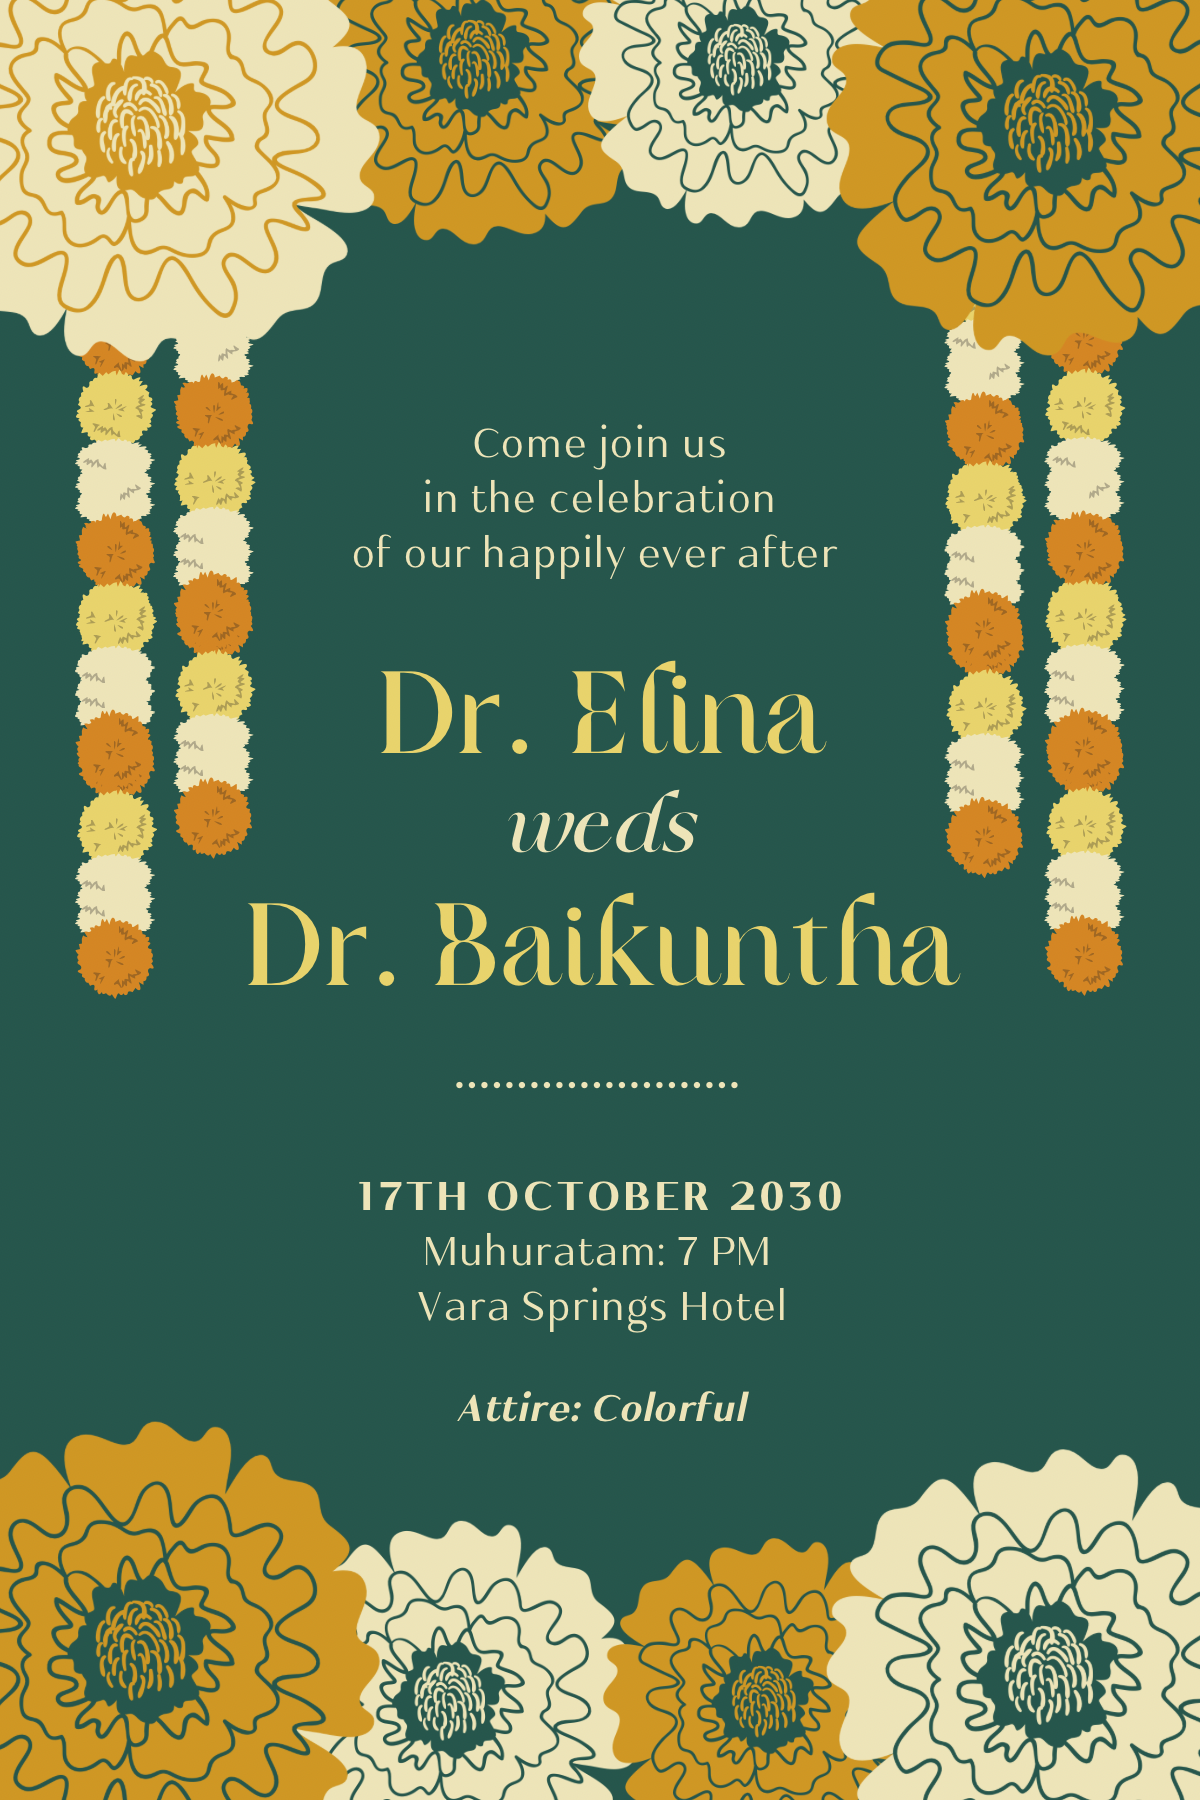 Come join us
in the celebration
of our happily ever after
Dr. Elina
weds
Dr. Baikuntha
17TH OCTOBER 2030
Muhuratam: 7 PM
Vara Springs Hotel
Attire: Colorful